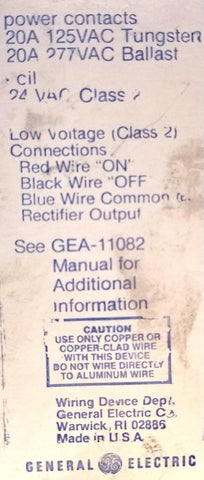 power contacts
20A 125VAC Tungsten
20A 277VAC Ballast
cil
24 VAC Class 2
Low Voltage (Class 2)
Connections
Red Wire "ON"
Black Wire "OFF
Blue Wire Common
Rectifier Output
See GEA-11082
Manual for
Additional
Information
CAUTION
USE ONLY COPPER OR
COPPER-CLAD WIRE
WITH THIS DEVICE
DO NOT WIRE DIRECTLY
TO ALUMINUM WIRE
Wiring Device Dept.
General Electric Co.
Warwick, RI 02886
Made in U.S.A.
GENERAL GE ELECTRIC